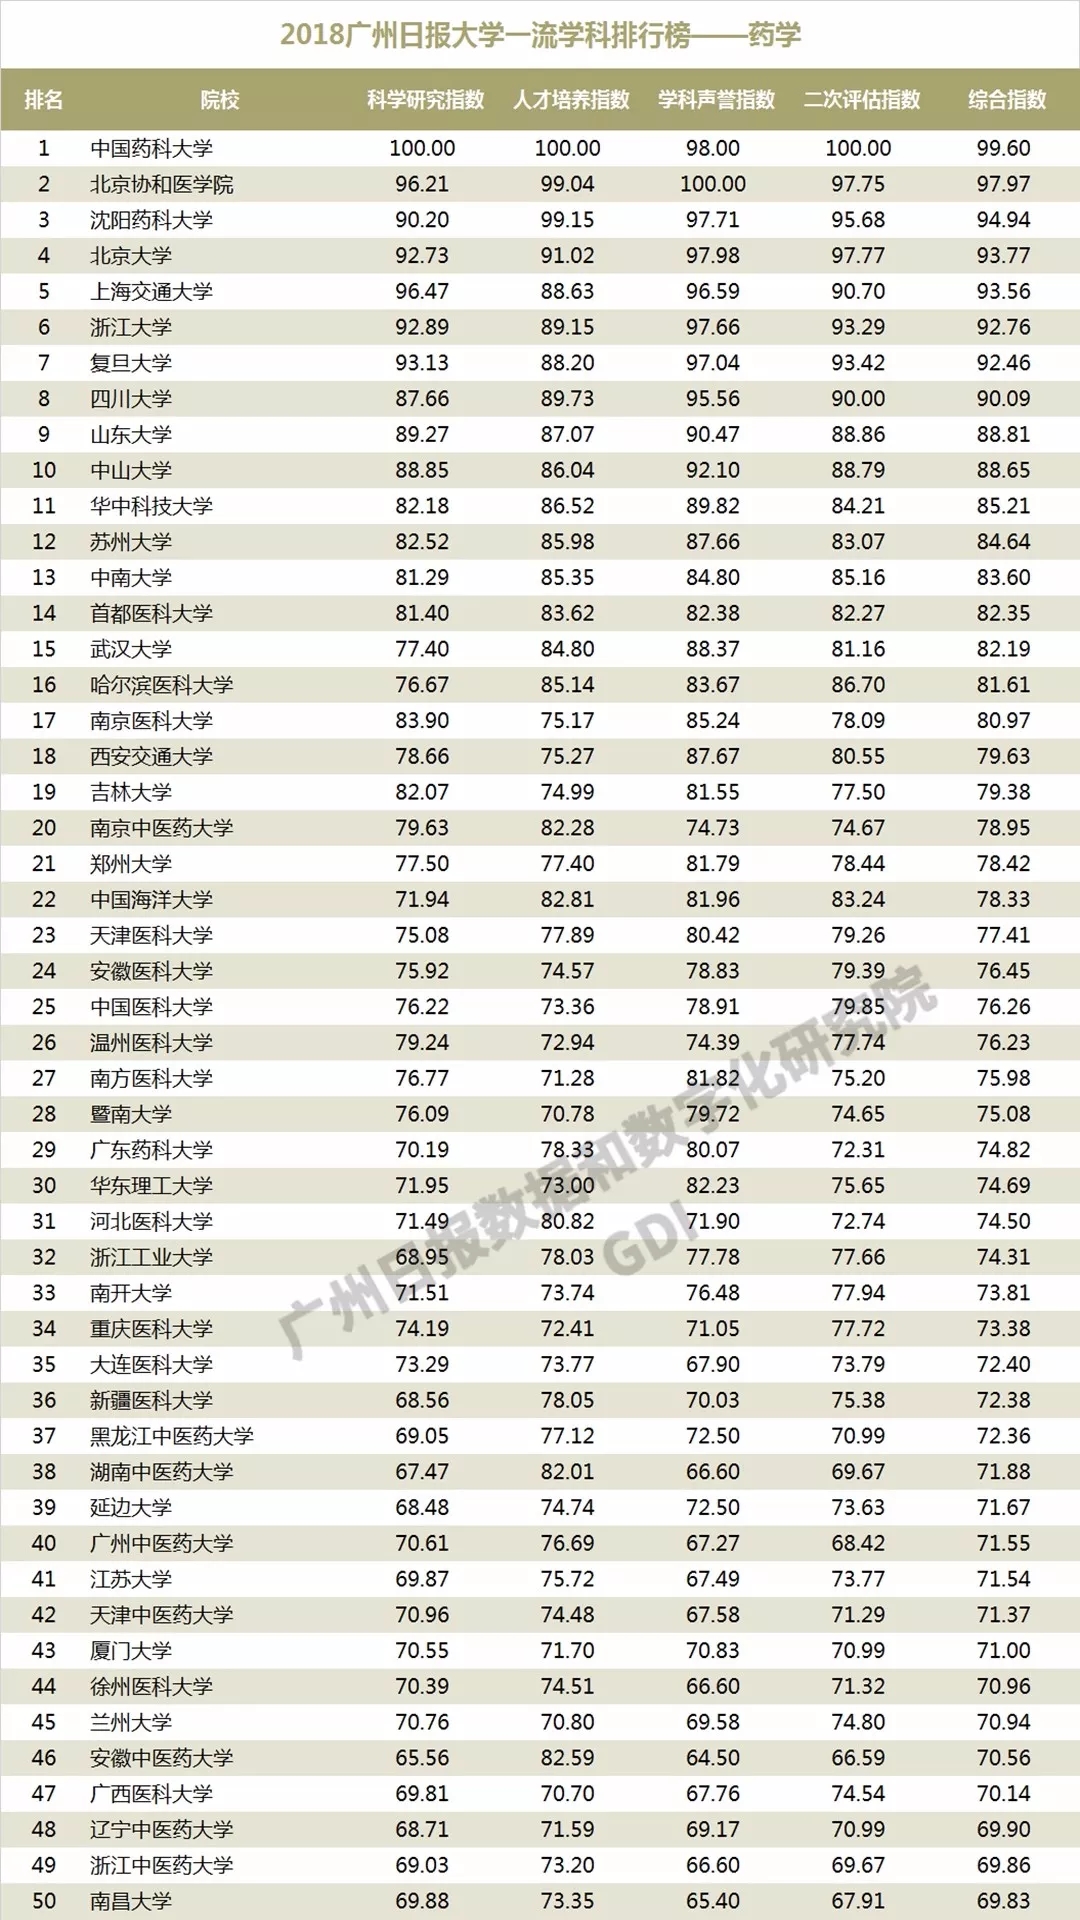 2018广州日报大学一流学科排行榜——药学
排名 院校 科学研究指数 人才培养指数 学科声誉指数 二次评估指数 综合指数
1 中国药科大学 100.00 100.00 98.00 100.00 99.60
2 北京协和医学院 96.21 99.04 100.00 97.75 97.97
3 沈阳药科大学 90.20 99.15 97.71 95.68 94.94
4 北京大学 92.73 91.02 97.98 97.77 93.77
5 上海交通大学 96.47 88.63 96.59 90.70 93.56
6 浙江大学 92.89 89.15 97.66 93.29 92.76
7 复旦大学 93.13 88.20 97.04 93.42 92.46
8 四川大学 87.66 89.73 95.56 90.00 90.09
9 山东大学 89.27 87.07 90.47 88.86 88.81
10 中山大学 88.85 86.04 92.10 88.79 88.65
11 华中科技大学 82.18 86.52 89.82 84.21 85.21
12 苏州大学 82.52 85.98 87.66 83.07 84.64
13 中南大学 81.29 85.35 84.80 85.16 83.60
14 首都医科大学 81.40 83.62 82.38 82.27 82.35
15 武汉大学 77.40 84.80 88.37 81.16 82.19
16 哈尔滨医科大学 76.67 85.14 83.67 86.70 81.61
17 南京医科大学 83.90 75.17 85.24 78.09 80.97
18 西安交通大学 78.66 75.27 87.67 80.55 79.63
19 吉林大学 82.07 74.99 81.55 77.50 79.38
20 南京中医药大学 79.63 82.28 74.73 74.67 78.95
21 郑州大学 77.50 77.40 81.79 78.44 78.42
22 中国海洋大学 71.94 82.81 81.96 83.24 78.33
23 天津医科大学 75.08 77.89 80.42 79.26 77.41
24 安徽医科大学 75.92 74.57 78.83 79.39 76.45
25 中国医科大学 76.22 73.36 78.91 79.85 76.26
26 温州医科大学 79.24 72.94 74.39 77.74 76.23
27 南方医科大学 76.77 71.28 81.82 75.20 75.98
28 暨南大学 76.09 70.78 79.72 74.65 75.08
29 广东药科大学 70.19 78.33 80.07 72.31 74.82
30 华东理工大学 71.95 73.00 82.23 75.65 74.69
31 河北医科大学 71.49 80.82 71.90 72.74 74.50
32 浙江工业大学 68.95 78.03 77.78 77.66 74.31
33 南开大学 71.51 73.74 76.48 77.94 73.81
34 重庆医科大学 74.19 72.41 71.05 77.72 73.38
35 大连医科大学 73.29 73.77 67.90 73.79 72.40
36 新疆医科大学 68.56 78.05 70.03 75.38 72.38
37 黑龙江中医药大学 69.05 77.12 72.50 70.99 72.36
38 湖南中医药大学 67.47 82.01 66.60 69.67 71.88
39 延边大学 68.48 74.74 72.50 73.63 71.67
40 广州中医药大学 70.61 76.69 67.27 68.42 71.55
41 江苏大学 69.87 75.72 67.49 73.77 71.54
42 天津中医药大学 70.96 74.48 67.58 71.29 71.37
43 厦门大学 70.55 71.70 70.83 70.99 71.00
44 徐州医科大学 70.39 74.51 66.60 71.32 70.96
45 兰州大学 70.76 70.80 69.58 74.80 70.94
46 安徽中医药大学 65.56 82.59 64.50 66.59 70.56
47 广西医科大学 69.81 70.70 67.76 74.54 70.14
48 辽宁中医药大学 68.71 71.59 69.17 70.99 69.90
49 浙江中医药大学 69.03 73.20 66.60 69.67 69.86
50 南昌大学 69.88 73.35 65.40 67.91 69.83
广州日报数据和数字化研究院
GDI